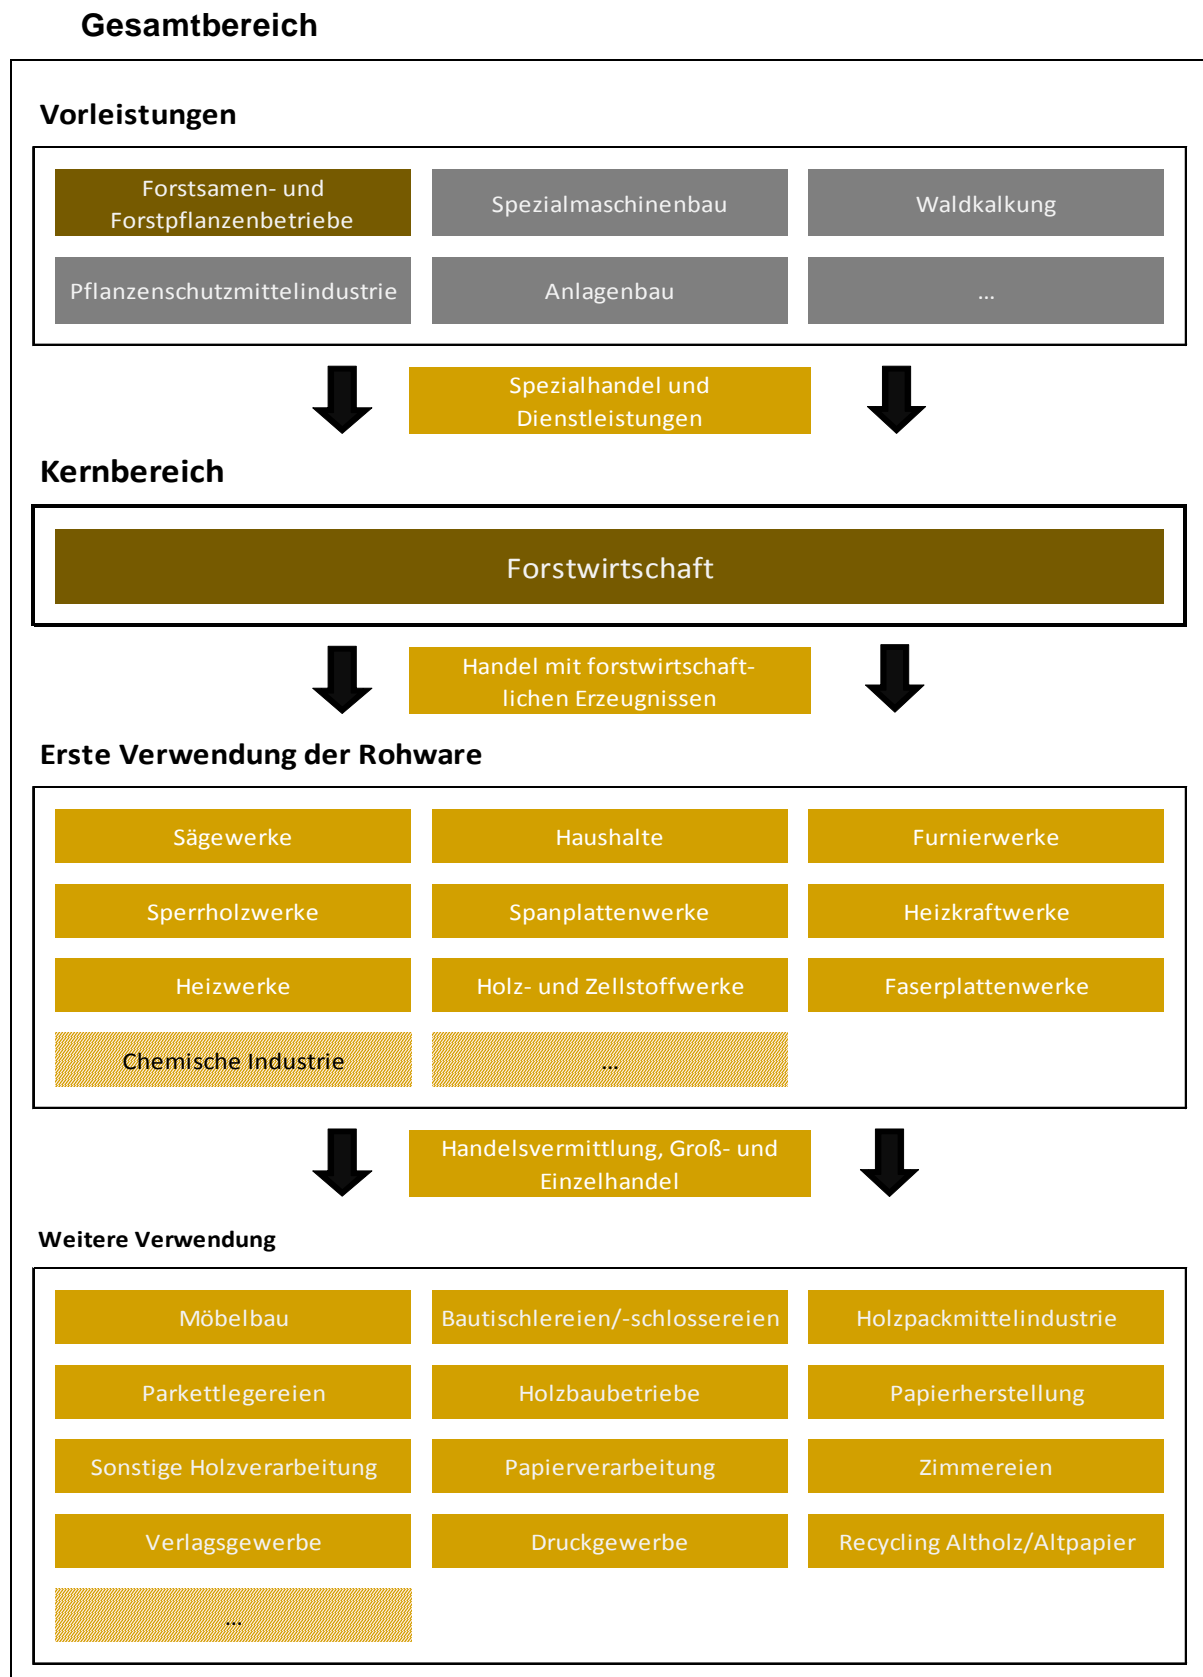 Gesamtbereich
Vorleistungen
Forstsamen- und
Forstpflanzenbetriebe
Spezialmaschinenbau
Waldkalkung
Pflanzenschutzmittelindustrie
Anlagenbau
...
Spezialhandel und
Dienstleistungen
Kernbereich
Forstwirtschaft
Handel mit forstwirtschaft-
lichen Erzeugnissen
Erste Verwendung der Rohware
Sägewerke
Haushalte
Furnierwerke
Sperrholzwerke
Spanplattenwerke
Heizkraftwerke
Heizwerke
Holz- und Zellstoffwerke
Faserplattenwerke
Chemische Industrie
...
Handelsvermittlung, Groß- und
Einzelhandel
Weitere Verwendung
Möbelbau
Bautischlereien/-schlossereien
Holzpackmittelindustrie
Parkettlegereien
Holzbaubetriebe
Papierherstellung
Sonstige Holzverarbeitung
Papierverarbeitung
Zimmereien
Verlagsgewerbe
Druckgewerbe
Recycling Altholz/Altpapier
...